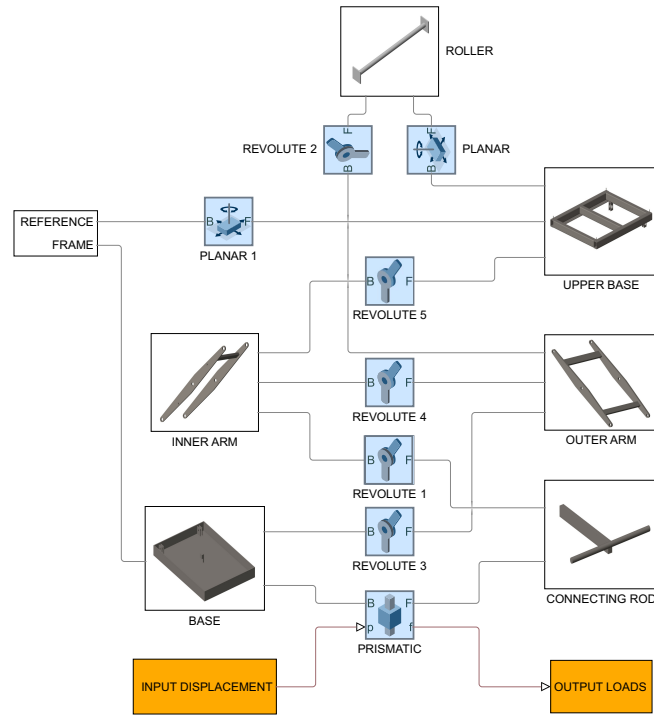 ROLLER
F
F
REVOLUTE 2
PLANAR
B
B
REFERENCE
FRAME
B
F
PLANAR 1
UPPER BASE
B
F
REVOLUTE 5
B
F
REVOLUTE 4
INNER ARM
OUTER ARM
B
F
REVOLUTE 1
B
F
REVOLUTE 3
CONNECTING ROD
BASE
B
F
p
f
PRISMATIC
INPUT DISPLACEMENT
OUTPUT LOADS